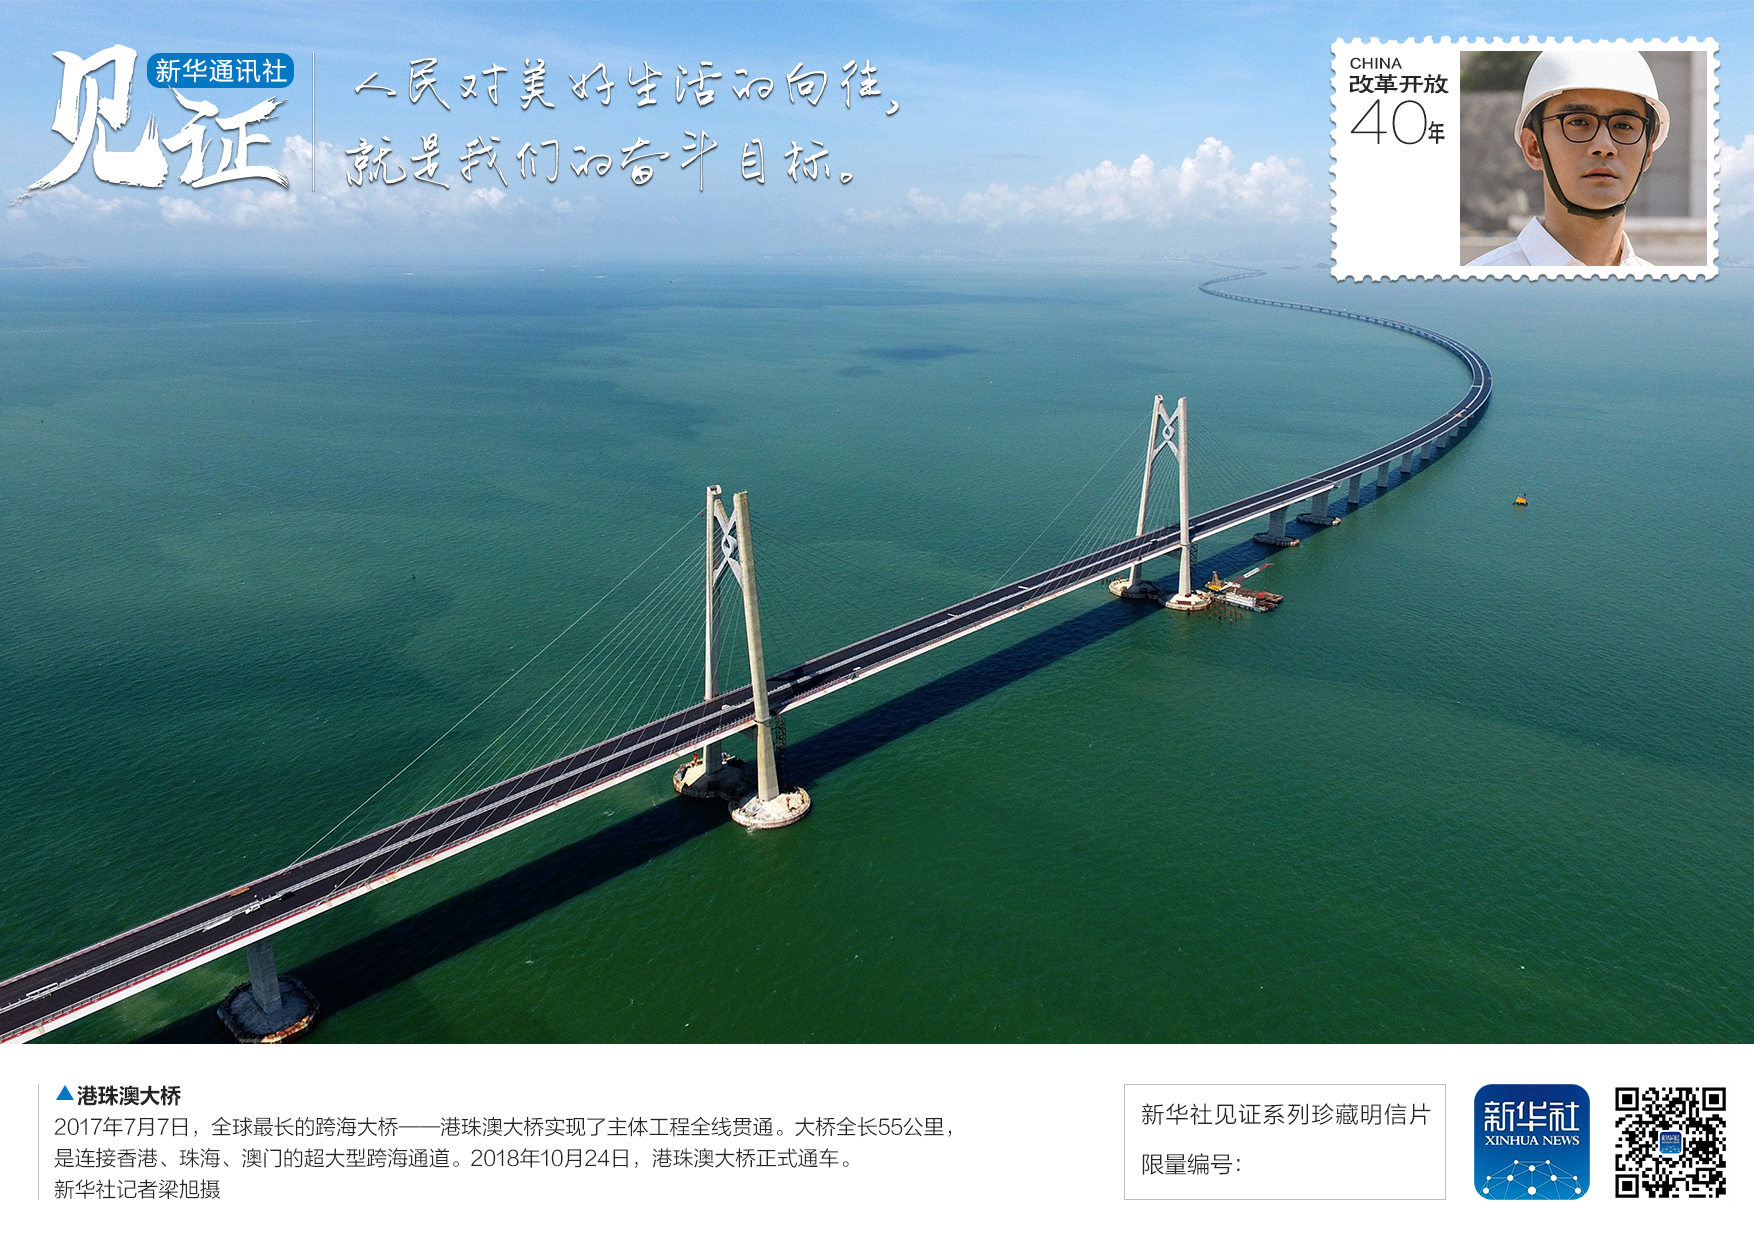 见证
新华通讯社
人民对美好生活的向往，
就是我们的奋斗目标。
CHINA
改革开放
40年
▲港珠澳大桥
2017年7月7日，全球最长的跨海大桥——港珠澳大桥实现了主体工程全线贯通。大桥全长55公里，
是连接香港、珠海、澳门的超大型跨海通道。2018年10月24日，港珠澳大桥正式通车。
新华社记者梁旭摄
新华社见证系列珍藏明信片
限量编号：
新华社
XINHUA NEWS